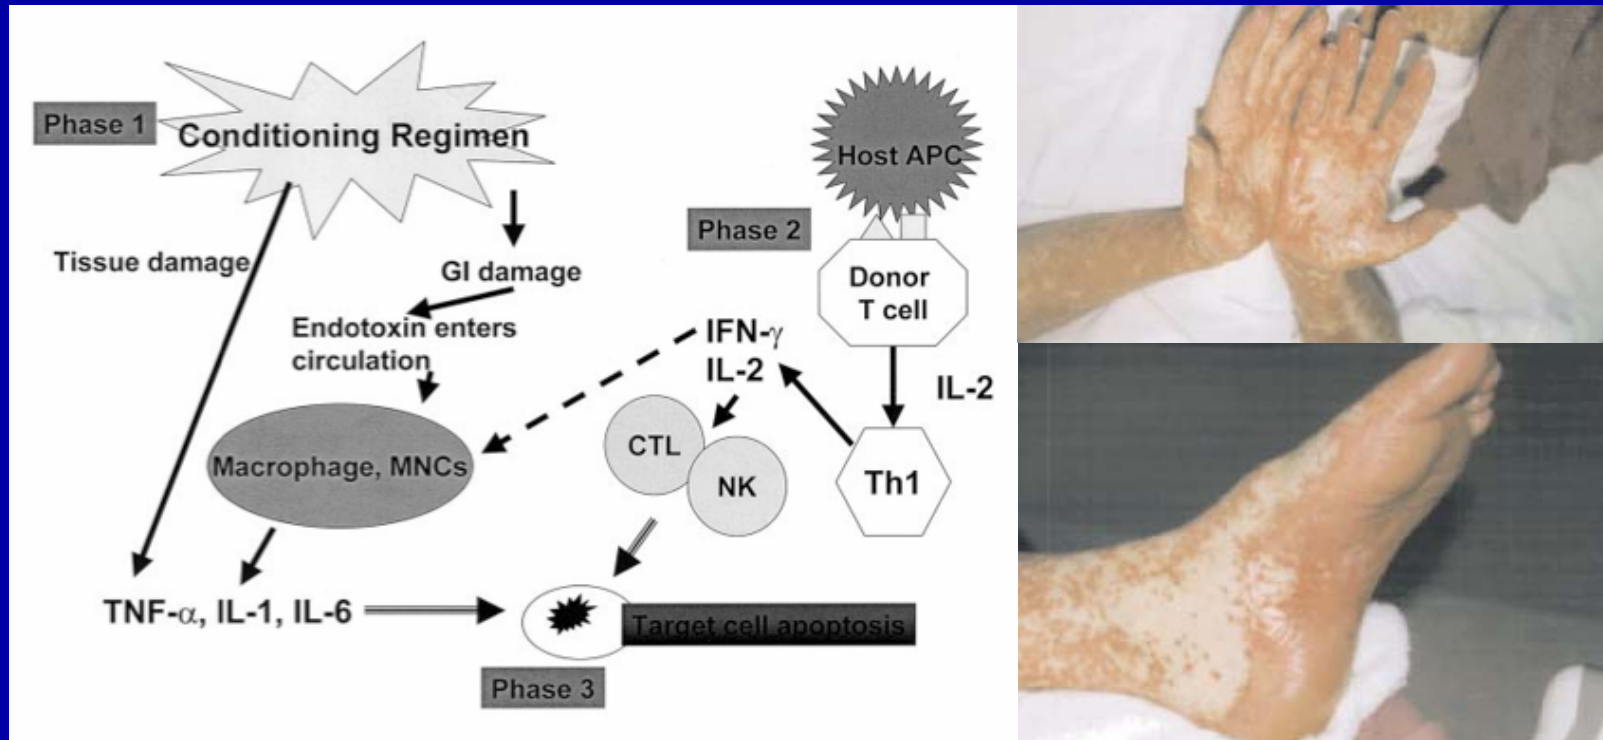 Phase 1
Conditioning Regimen
Tissue damage
GI damage
Endotoxin enters
circulation
Macrophage, MNCs
TNF-α, IL-1, IL-6
Host APC
Phase 2
Donor
T cell
IL-2
Th1
IFN-γ
IL-2
CTL
NK
Target cell apoptosis
Phase 3